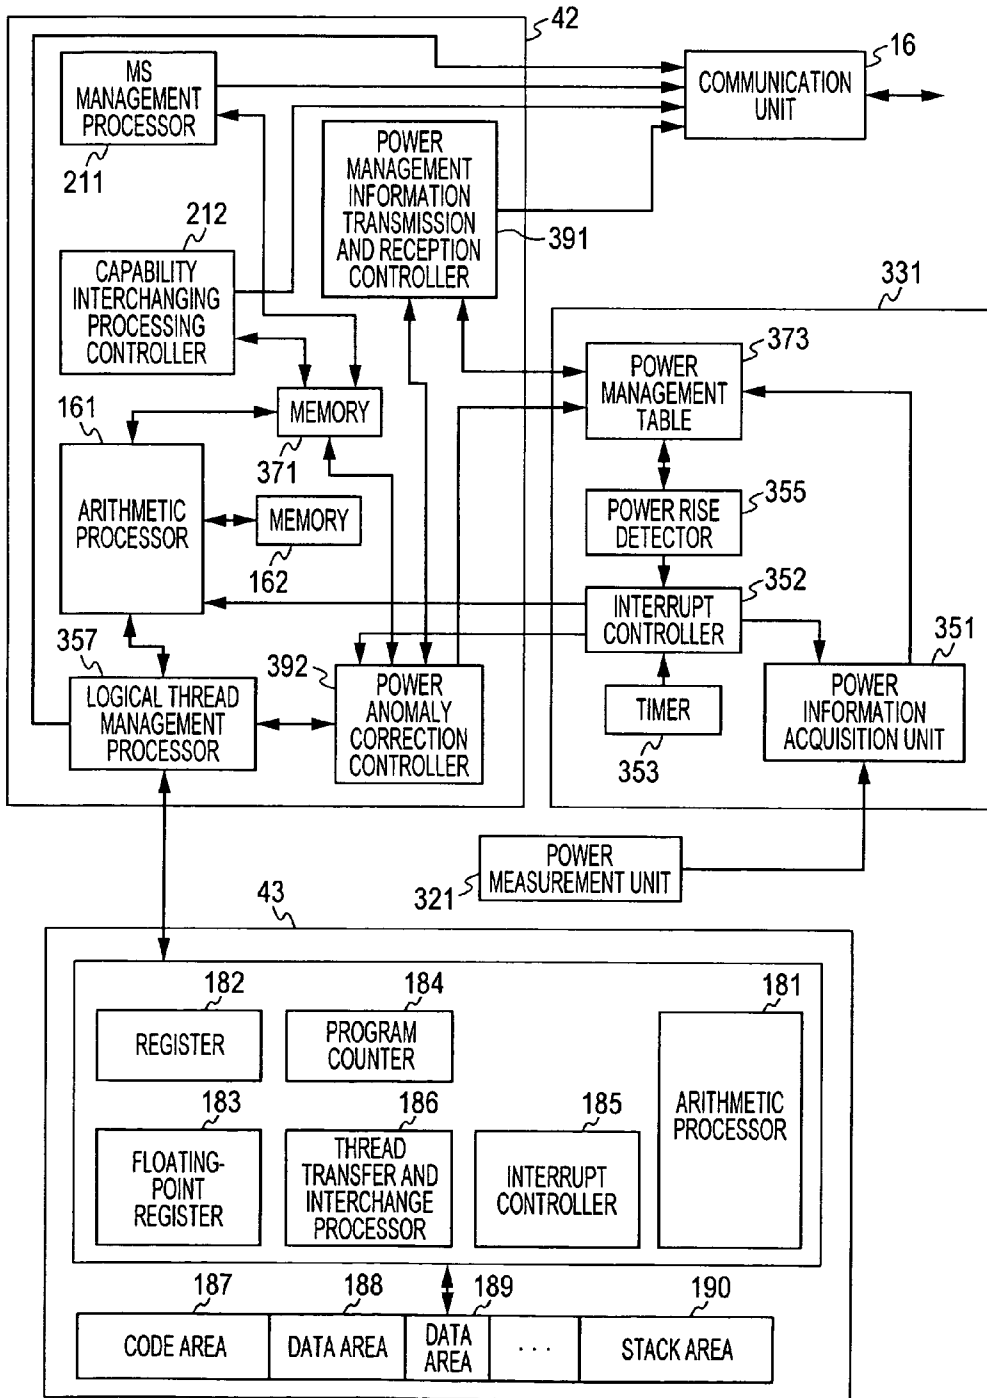 42
16
MS
MANAGEMENT
PROCESSOR
211
COMMUNICATION
UNIT
POWER
MANAGEMENT
INFORMATION
TRANSMISSION
AND RECEPTION
CONTROLLER
391
212
CAPABILITY
INTERCHANGING
PROCESSING
CONTROLLER
331
373
POWER
MANAGEMENT
TABLE
161
MEMORY
371
ARITHMETIC
PROCESSOR
MEMORY
162
355
POWER RISE
DETECTOR
352
INTERRUPT
CONTROLLER
351
357
LOGICAL THREAD
MANAGEMENT
PROCESSOR
392
POWER
ANOMALY
CORRECTION
CONTROLLER
TIMER
353
POWER
INFORMATION
ACQUISITION UNIT
POWER
MEASUREMENT UNIT
321
43
182
REGISTER
184
PROGRAM
COUNTER
181
ARITHMETIC
PROCESSOR
183
FLOATING-
POINT
REGISTER
186
THREAD
TRANSFER AND
INTERCHANGE
PROCESSOR
185
INTERRUPT
CONTROLLER
187
188
189
190
CODE AREA
DATA AREA
DATA
AREA
...
STACK AREA